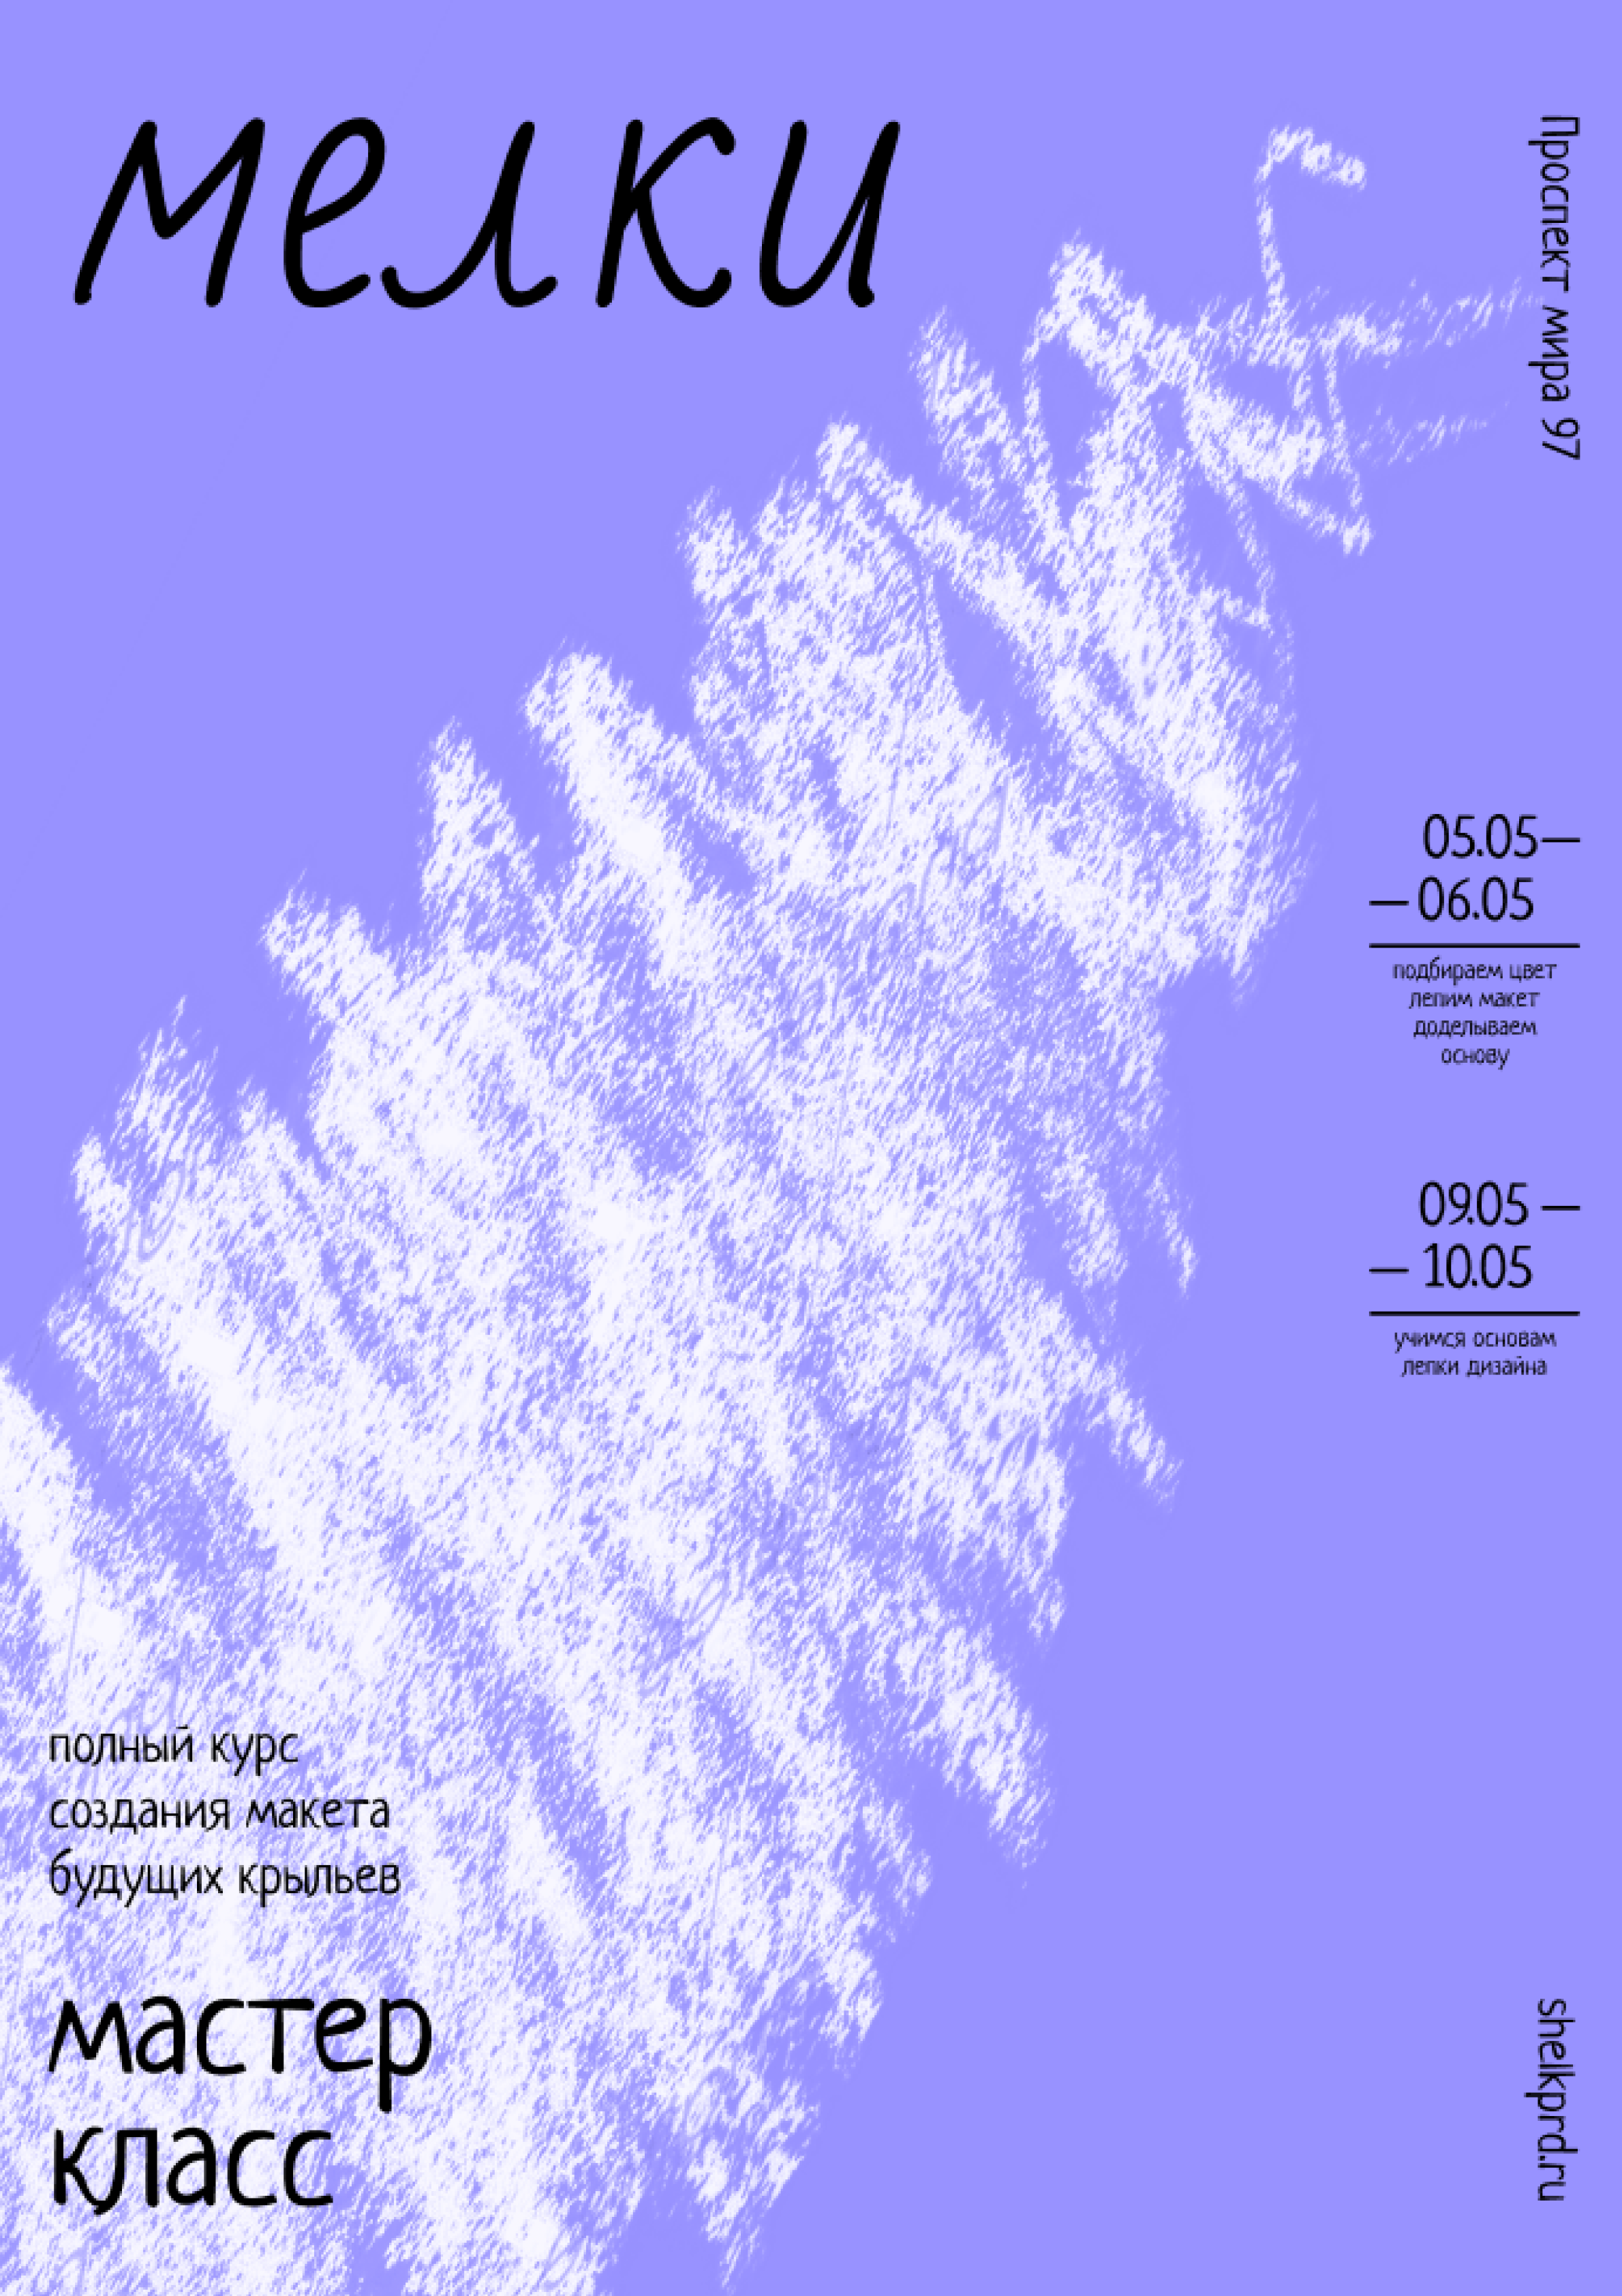 мелки
Проспект мира 97
05.05—
—06.05
подбираем цвет
лепим макет
доделываем
основу
09.05 —
— 10.05
учимся основам
лепки дизайна
полный курс
создания макета
будущих крыльев
мастер
класс
shelkprd.ru